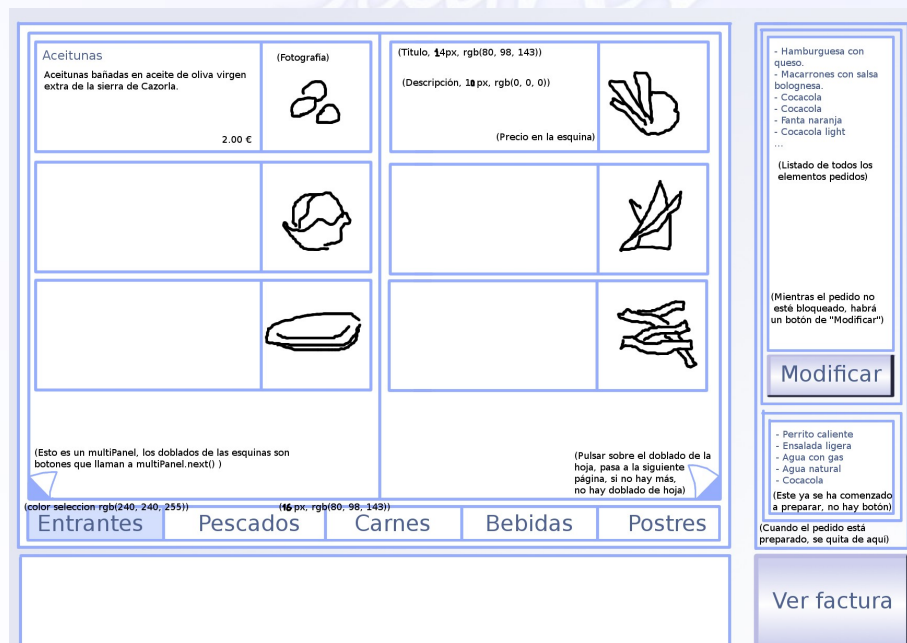 Aceitunas
Aceitunas bañadas en aceite de oliva virgen
extra de la sierra de Cazorla.
2.00 €
(Fotografía)
(Titulo, 14px, rgb(80, 98, 143))
(Descripción, 10px, rgb(0, 0, 0))
(Precio en la esquina)
(Esto es un multiPanel, los doblados de las esquinas son
botones que llaman a multiPanel.next() )
(Pulsar sobre el doblado de la
hoja, pasa a la siguiente
página, si no hay más,
no hay doblado de hoja)
(color seleccion rgb(240, 240, 255))
(16 px, rgb(80, 98, 143))
Entrantes
Pescados
Carnes
Bebidas
Postres
- Hamburguesa con
queso.
- Macarrones con salsa
bolognesa.
- Cocacola
- Cocacola
- Fanta naranja
- Cocacola light
...
(Listado de todos los
elementos pedidos)
(Mientras el pedido no
esté bloqueado, habrá
un botón de "Modificar")
Modificar
- Perrito caliente
- Ensalada ligera
- Agua con gas
- Agua natural
- Cocacola
(Este ya se ha comenzado
a preparar, no hay botón)
(Cuando el pedido está
preparado, se quita de aquí)
Ver factura